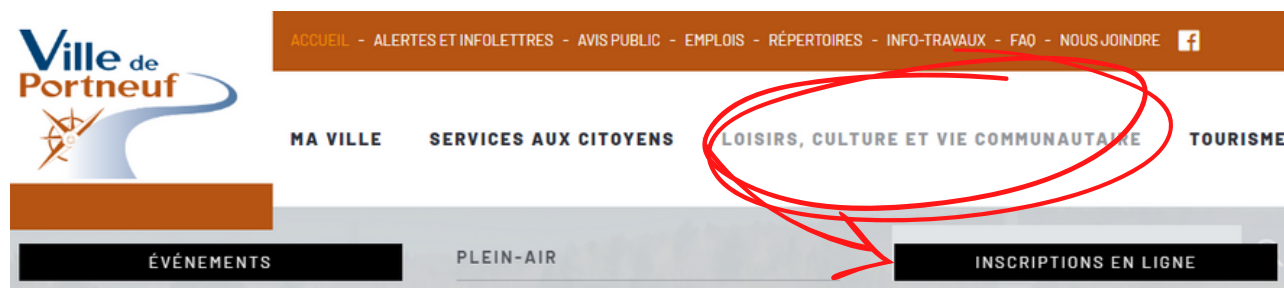 Ville de
Portneuf
ACCUEIL - ALERTES ET INFOLETTRES - AVIS PUBLIC - EMPLOIS - RÉPERTOIRES - INFO-TRAVAUX - FAQ - NOUS JOINDRE f
MA VILLE SERVICES AUX CITOYENS LOISIRS, CULTURE ET VIE COMMUNAUTAIRE TOURISME
ÉVÉNEMENTS PLEIN-AIR INSCRIPTIONS EN LIGNE